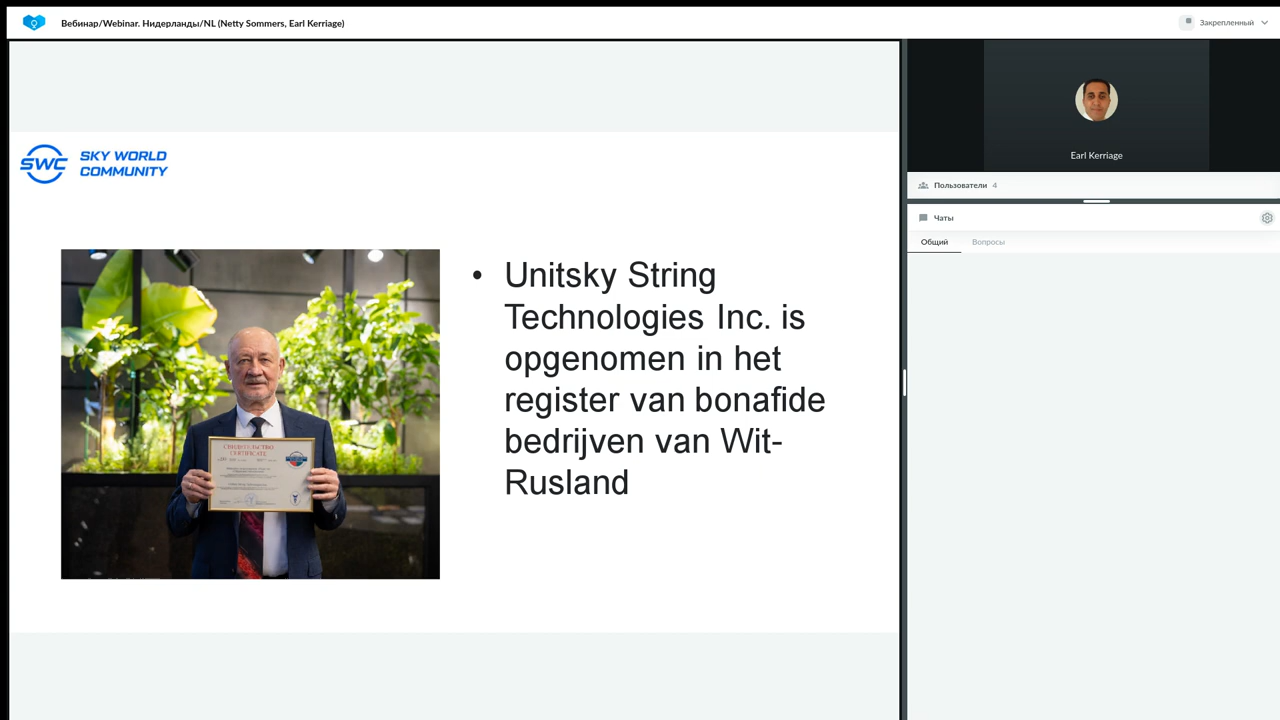 Вебинар/Webinar. Нидерланды/NL (Netty Sommers, Earl Kerriage)
Закрепленный
SWC SKY WORLD
COMMUNITY
СВИДЕТЕЛЬСТВО
CERTIFICATE
• Unitsky String
Technologies Inc. is
opgenomen in het
register van bonafide
bedrijven van Wit-
Rusland
Earl Kerriage
Пользователи 4
Чаты
Общий Вопросы